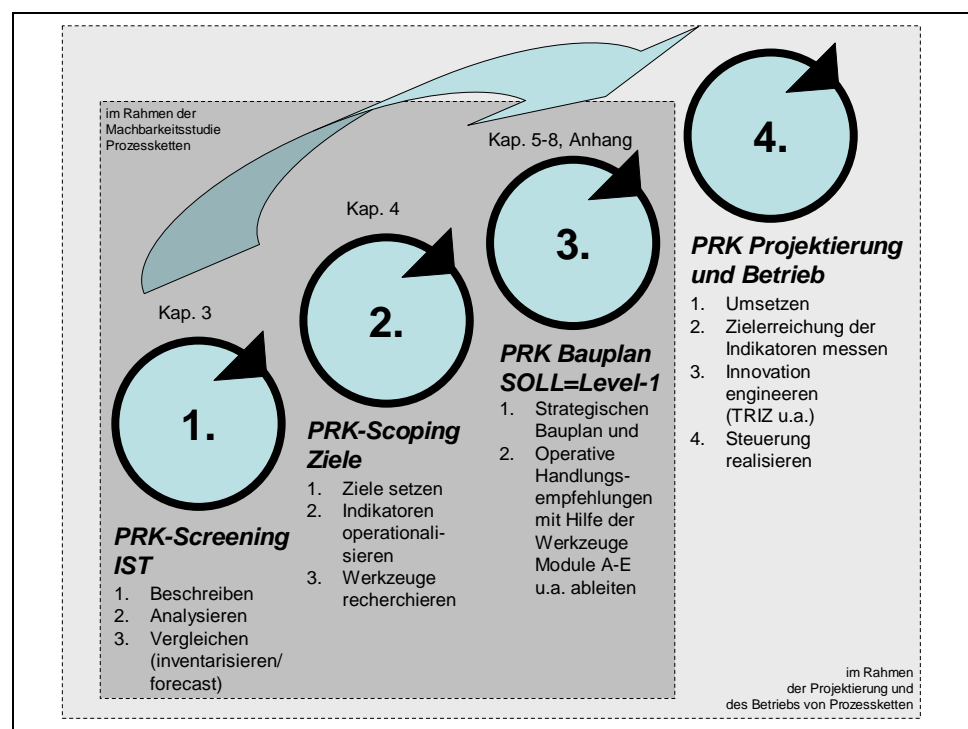 im Rahmen der
Machbarkeitsstudie
Prozessketten
Kap. 3
1.
PRK-Screening
IST
1. Beschreiben
2. Analysieren
3. Vergleichen
(inventarisieren/
forecast)
Kap. 4
2.
PRK-Scoping
Ziele
1. Ziele setzen
2. Indikatoren
operationali-
sieren
3. Werkzeuge
recherchieren
Kap. 5-8, Anhang
3.
PRK Bauplan
SOLL=Level-1
1. Strategischen
Bauplan und
2. Operative
Handlungs-
empfehlungen
mit Hilfe der
Werkzeuge
Module A-E
u.a. ableiten
4.
PRK Projektierung
und Betrieb
1. Umsetzen
2. Zielerreichung der
Indikatoren messen
3. Innovation
engineeren
(TRIZ u.a.)
4. Steuerung
realisieren
im Rahmen
der Projektierung und
des Betriebs von Prozessketten